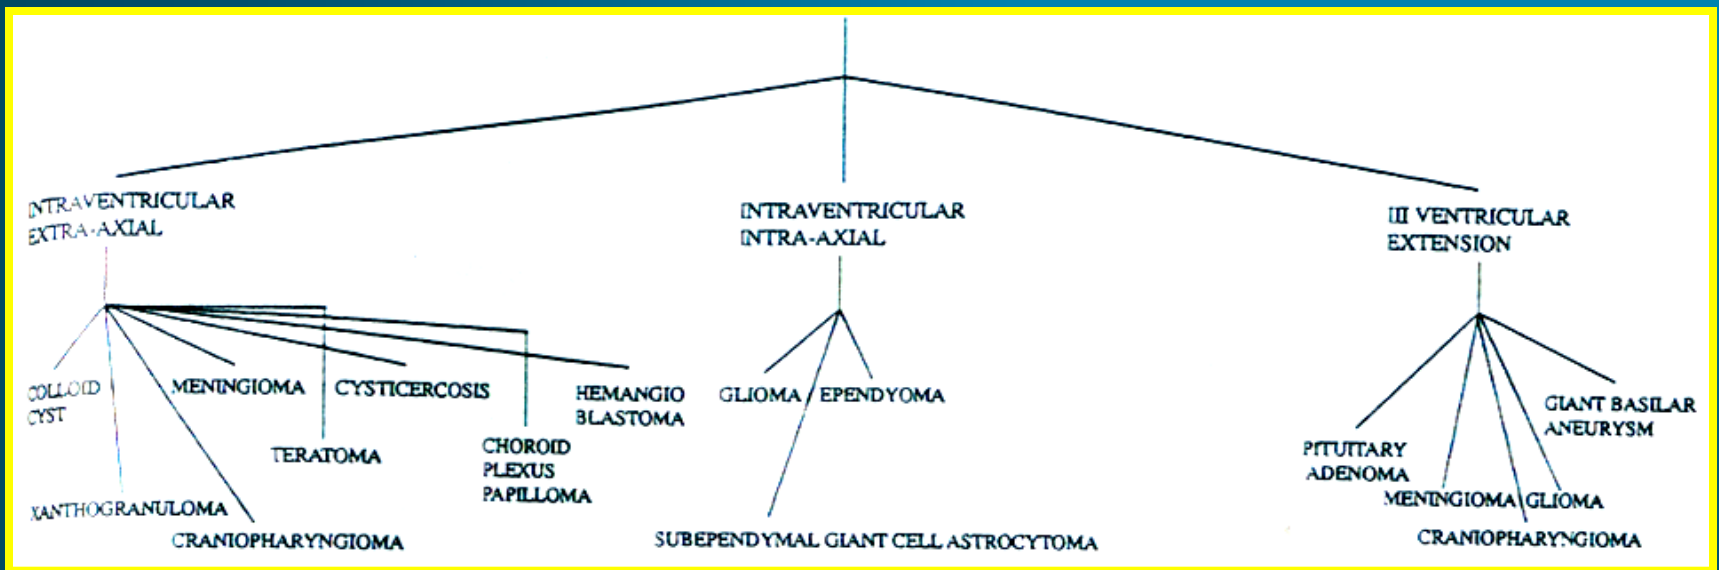 INTRAVENTRICULAR
EXTRA-AXIAL
INTRAVENTRICULAR
INTRA-AXIAL
III VENTRICULAR
EXTENSION
COLLOID
CYST
MENINGIOMA
CYSTICERCOSIS
HEMANGIO
BLASTOMA
TERATOMA
CHOROID
PLEXUS
PAPILLOMA
XANTHOGRANULOMA
CRANIOPHARYNGIOMA
GLIOMA
EPENDYOMA
SUBEPENDYMAL GIANT CELL ASTROCYTOMA
GIANT BASILAR
ANEURYSM
PITUITARY
ADENOMA
MENINGIOMA
GLIOMA
CRANIOPHARYNGIOMA